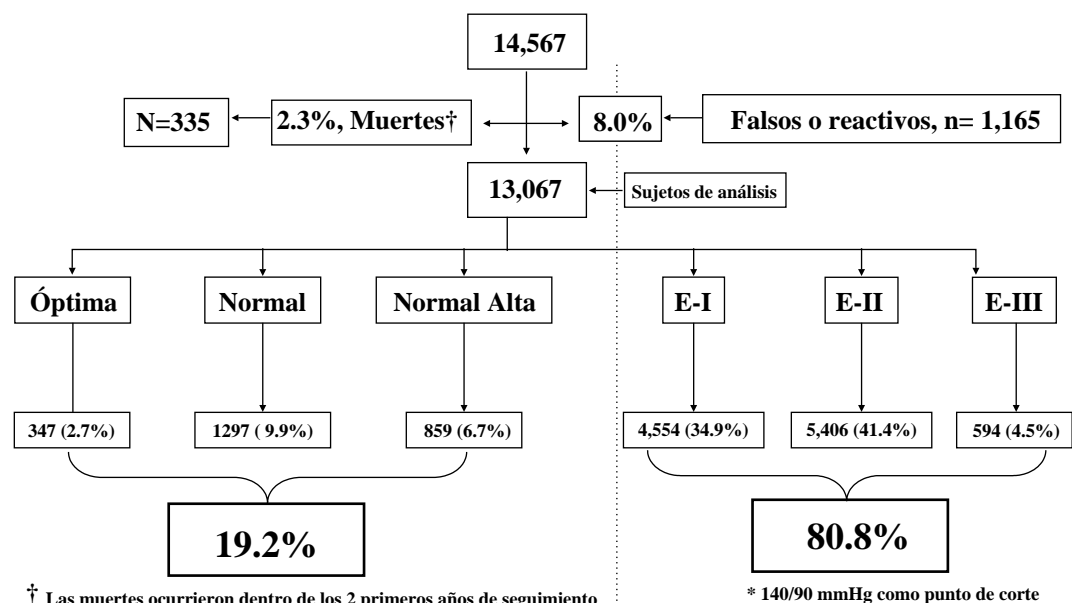 14,567
N=335
2.3%, Muertes†
8.0%
Falsos o reactivos, n= 1,165
13,067
Sujetos de análisis
Óptima
Normal
Normal Alta
E-I
E-II
E-III
347 (2.7%)
1297 ( 9.9%)
859 (6.7%)
4,554 (34.9%)
5,406 (41.4%)
594 (4.5%)
19.2%
80.8%
† Las muertes ocurrieron dentro de los 2 primeros años de seguimiento
* 140/90 mmHg como punto de corte